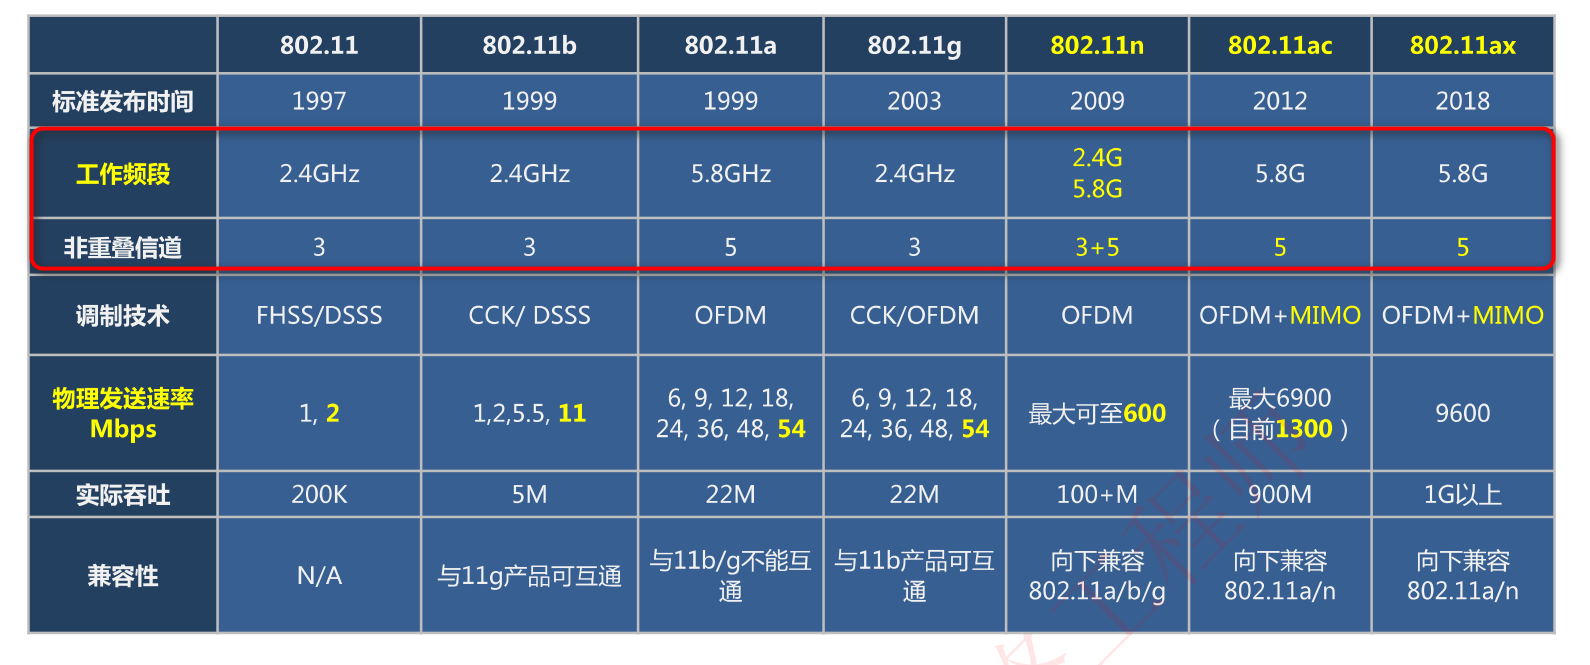 802.11 802.11b 802.11a 802.11g 802.11n 802.11ac 802.11ax
标准发布时间 1997 1999 1999 2003 2009 2012 2018
工作频段 2.4GHz 2.4GHz 5.8GHz 2.4GHz 2.4G 5.8G 5.8G
5.8G
非重叠信道 3 3 5 3 3+5 5 5
调制技术 FHSS/DSSS CCK/ DSSS OFDM CCK/OFDM OFDM OFDM+MIMO OFDM+MIMO
物理发送速率 1, 2 1,2,5.5, 11 6, 9, 12, 18, 6, 9, 12, 18, 最大可至600 最大6900 9600
Mbps 24, 36, 48, 54 24, 36, 48, 54 （目前1300）
实际吞吐 200K 5M 22M 22M 100+M 900M 1G以上
兼容性 N/A 与11g产品可互通 与11b/g不能互 与11b产品可互 向下兼容 向下兼容 向下兼容
通 通 802.11a/b/g 802.11a/n 802.11a/n